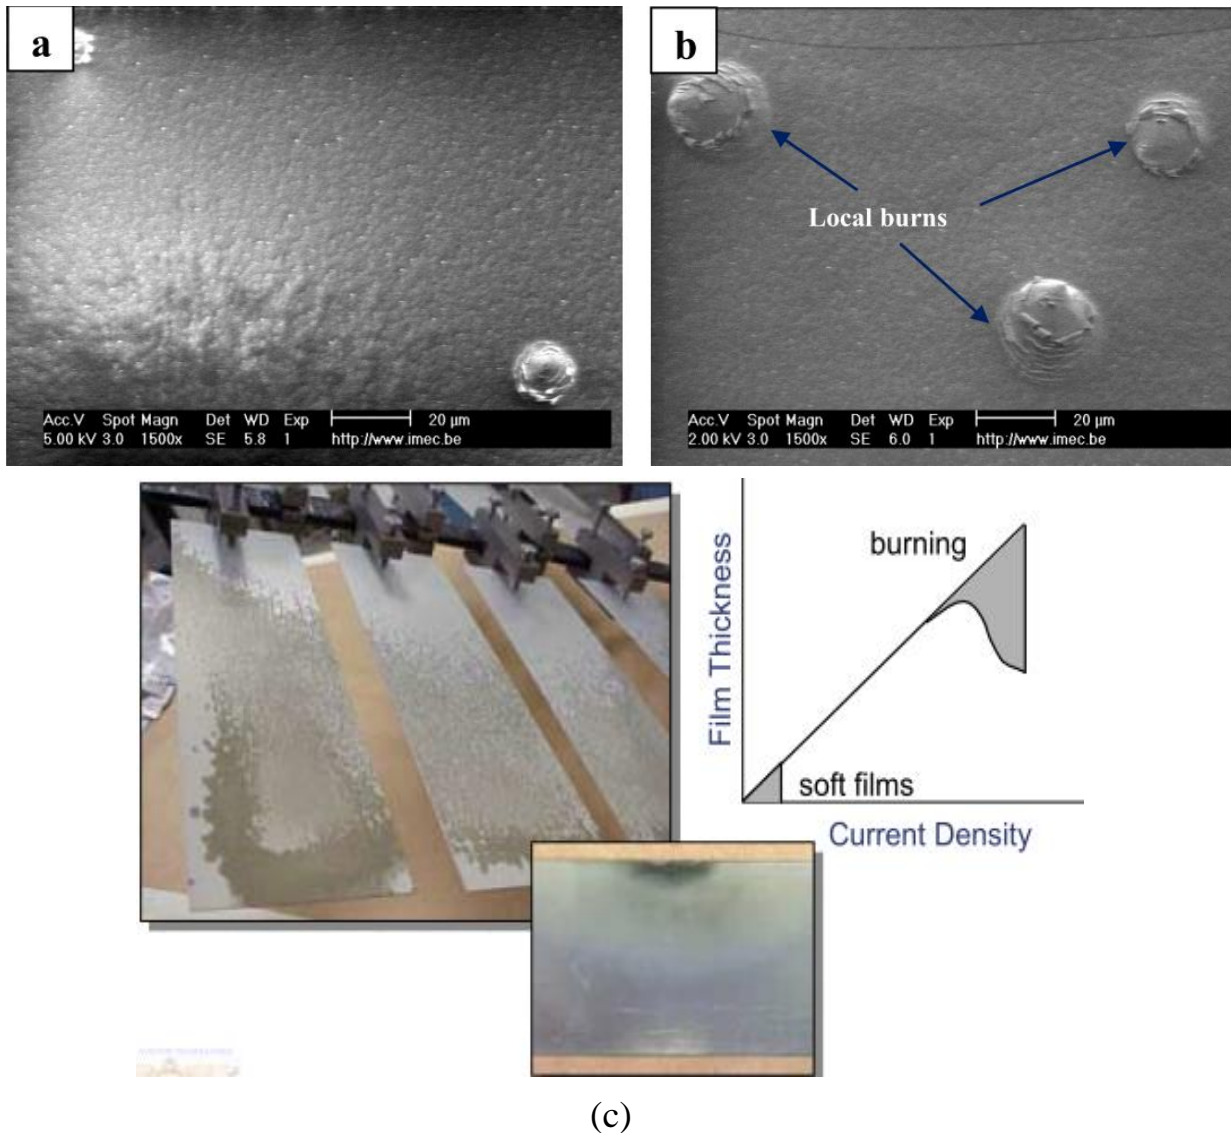 a
Acc.V Spot Magn Det WD Exp 20 µm
5.00 kV 3.0 1500x SE 5.8 1 http://www.imec.be
b
Local burns
Acc.V Spot Magn Det WD Exp 20 µm
2.00 kV 3.0 1500x SE 6.0 1 http://www.imec.be
burning
Film Thickness
soft films
Current Density
(c)